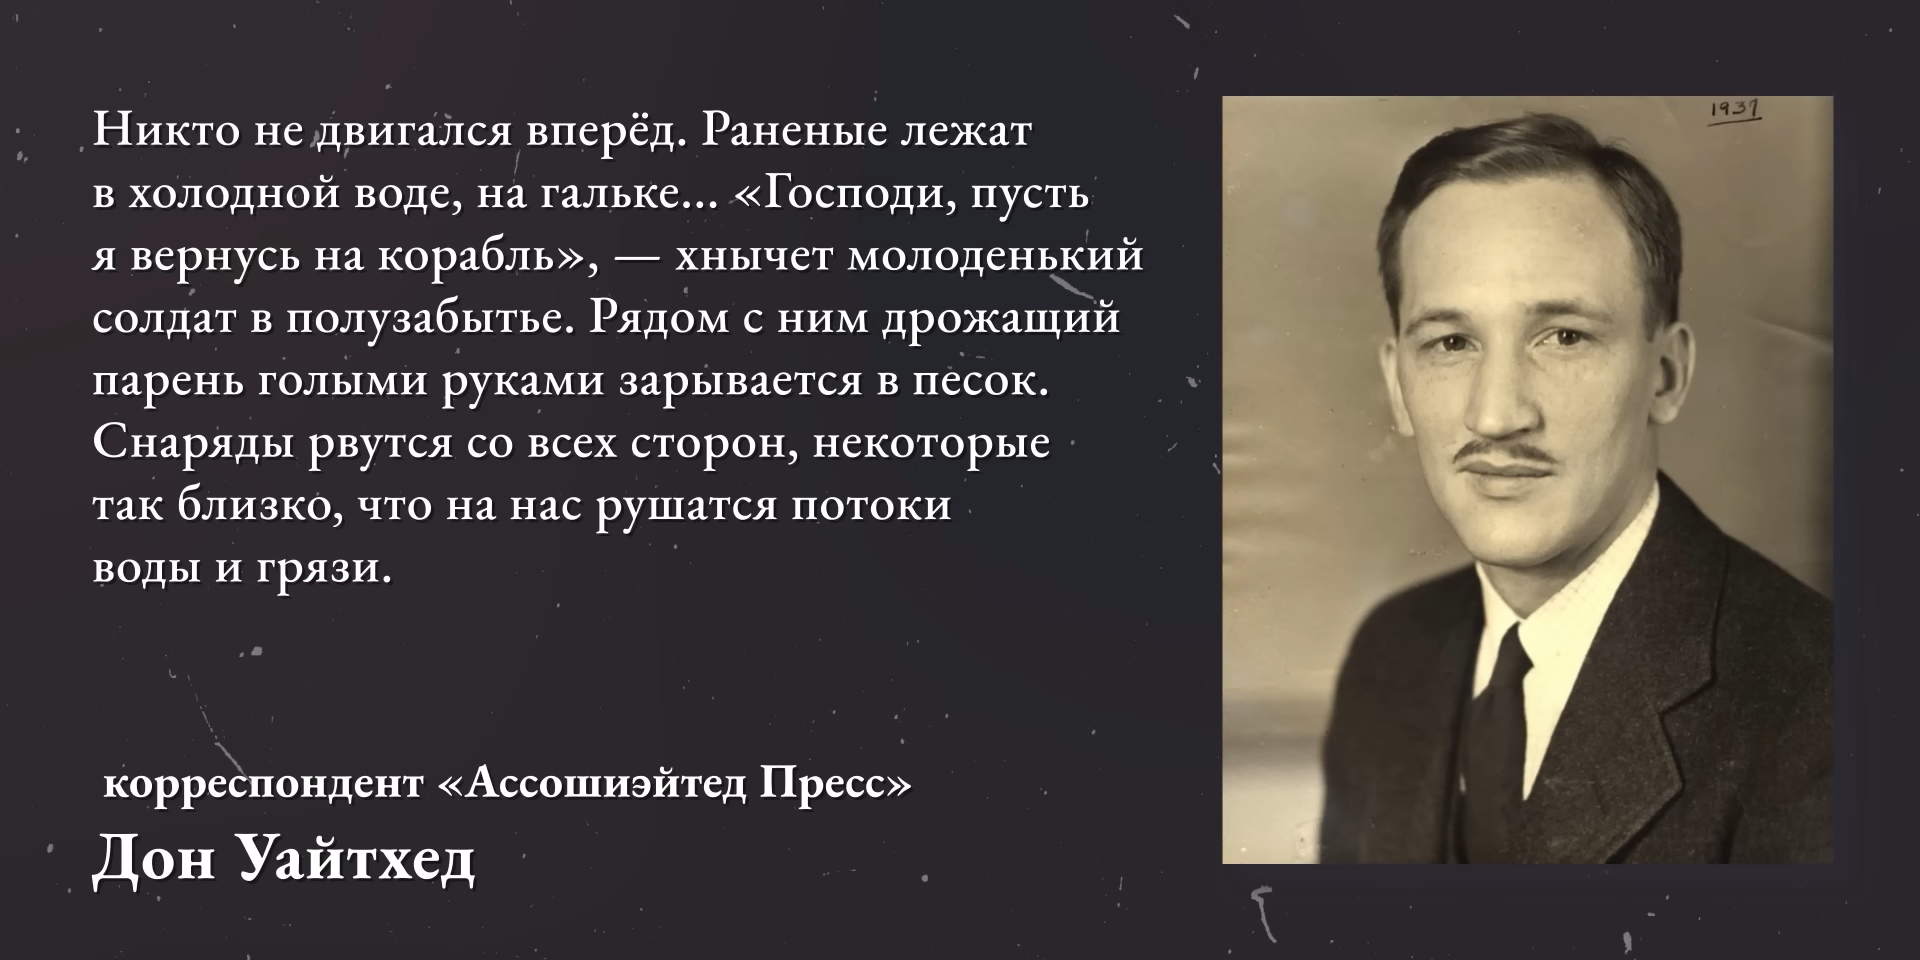 Никто не двигался вперёд. Раненые лежат
в холодной воде, на гальке... «Господи, пусть
я вернусь на корабль», — хнычет молоденький
солдат в полузабытье. Рядом с ним дрожащий
парень голыми руками зарывается в песок.
Снаряды рвутся со всех сторон, некоторые
так близко, что на нас рушатся потоки
воды и грязи.
корреспондент «Ассошиэйтед Пресс»
Дон Уайтхед
1937